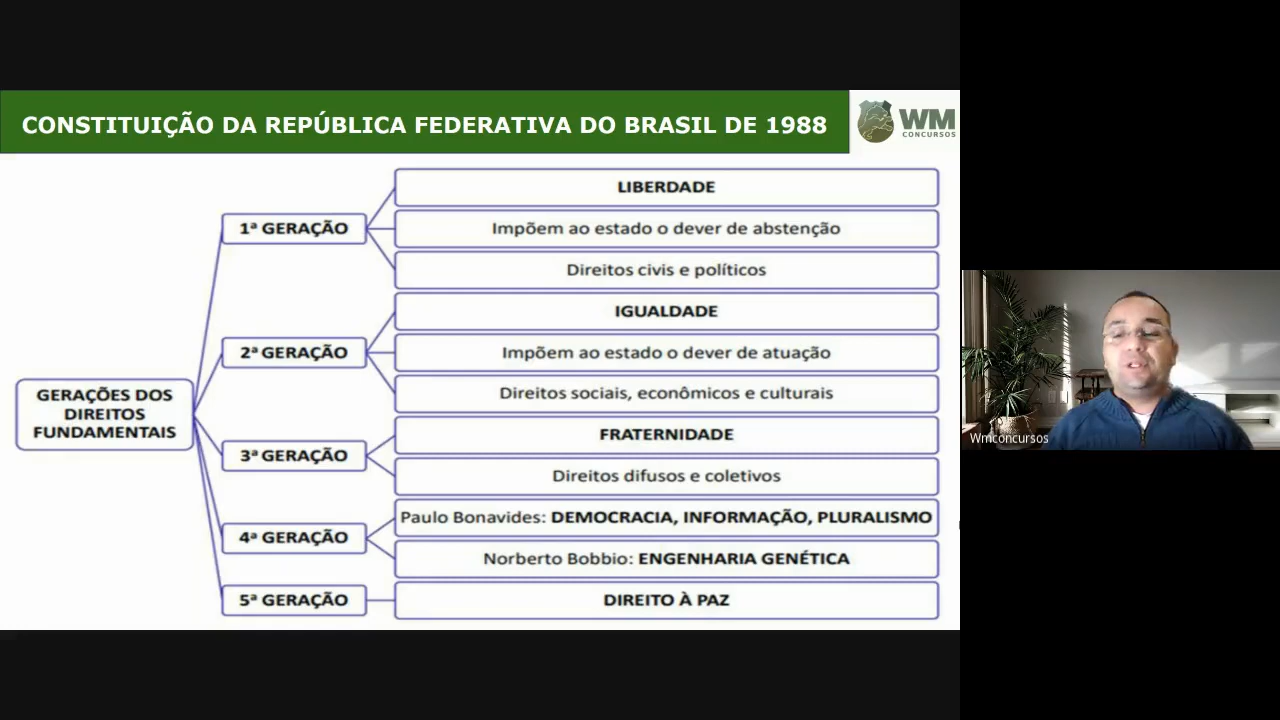 CONSTITUIÇÃO DA REPÚBLICA FEDERATIVA DO BRASIL DE 1988
WM
CONCURSOS
GERAÇÕES DOS
DIREITOS
FUNDAMENTAIS
1ª GERAÇÃO
LIBERDADE
Impõem ao estado o dever de abstenção
Direitos civis e políticos
2ª GERAÇÃO
IGUALDADE
Impõem ao estado o dever de atuação
Direitos sociais, econômicos e culturais
3ª GERAÇÃO
FRATERNIDADE
Direitos difusos e coletivos
4ª GERAÇÃO
Paulo Bonavides: DEMOCRACIA, INFORMAÇÃO, PLURALISMO
Norberto Bobbio: ENGENHARIA GENÉTICA
5ª GERAÇÃO
DIREITO À PAZ
Wmconcursos